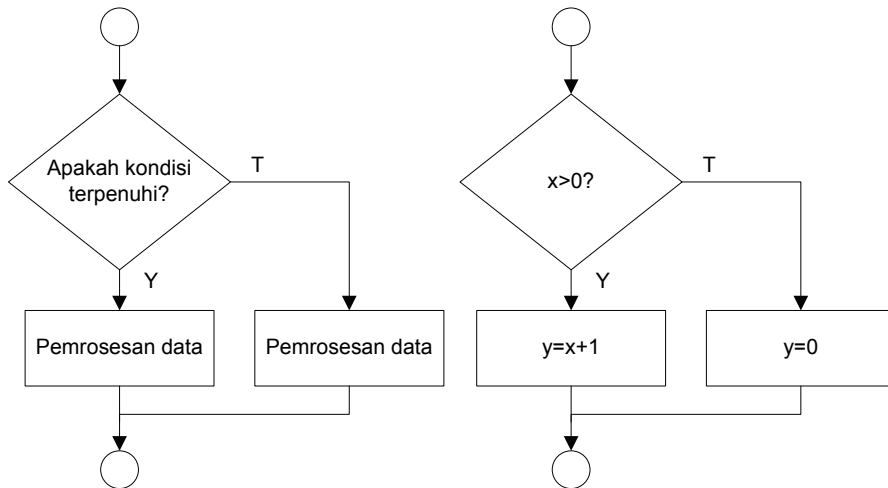 Apakah kondisi
terpenuhi?
T
Y
Pemrosesan data
Pemrosesan data
x>0?
T
Y
y=x+1
y=0